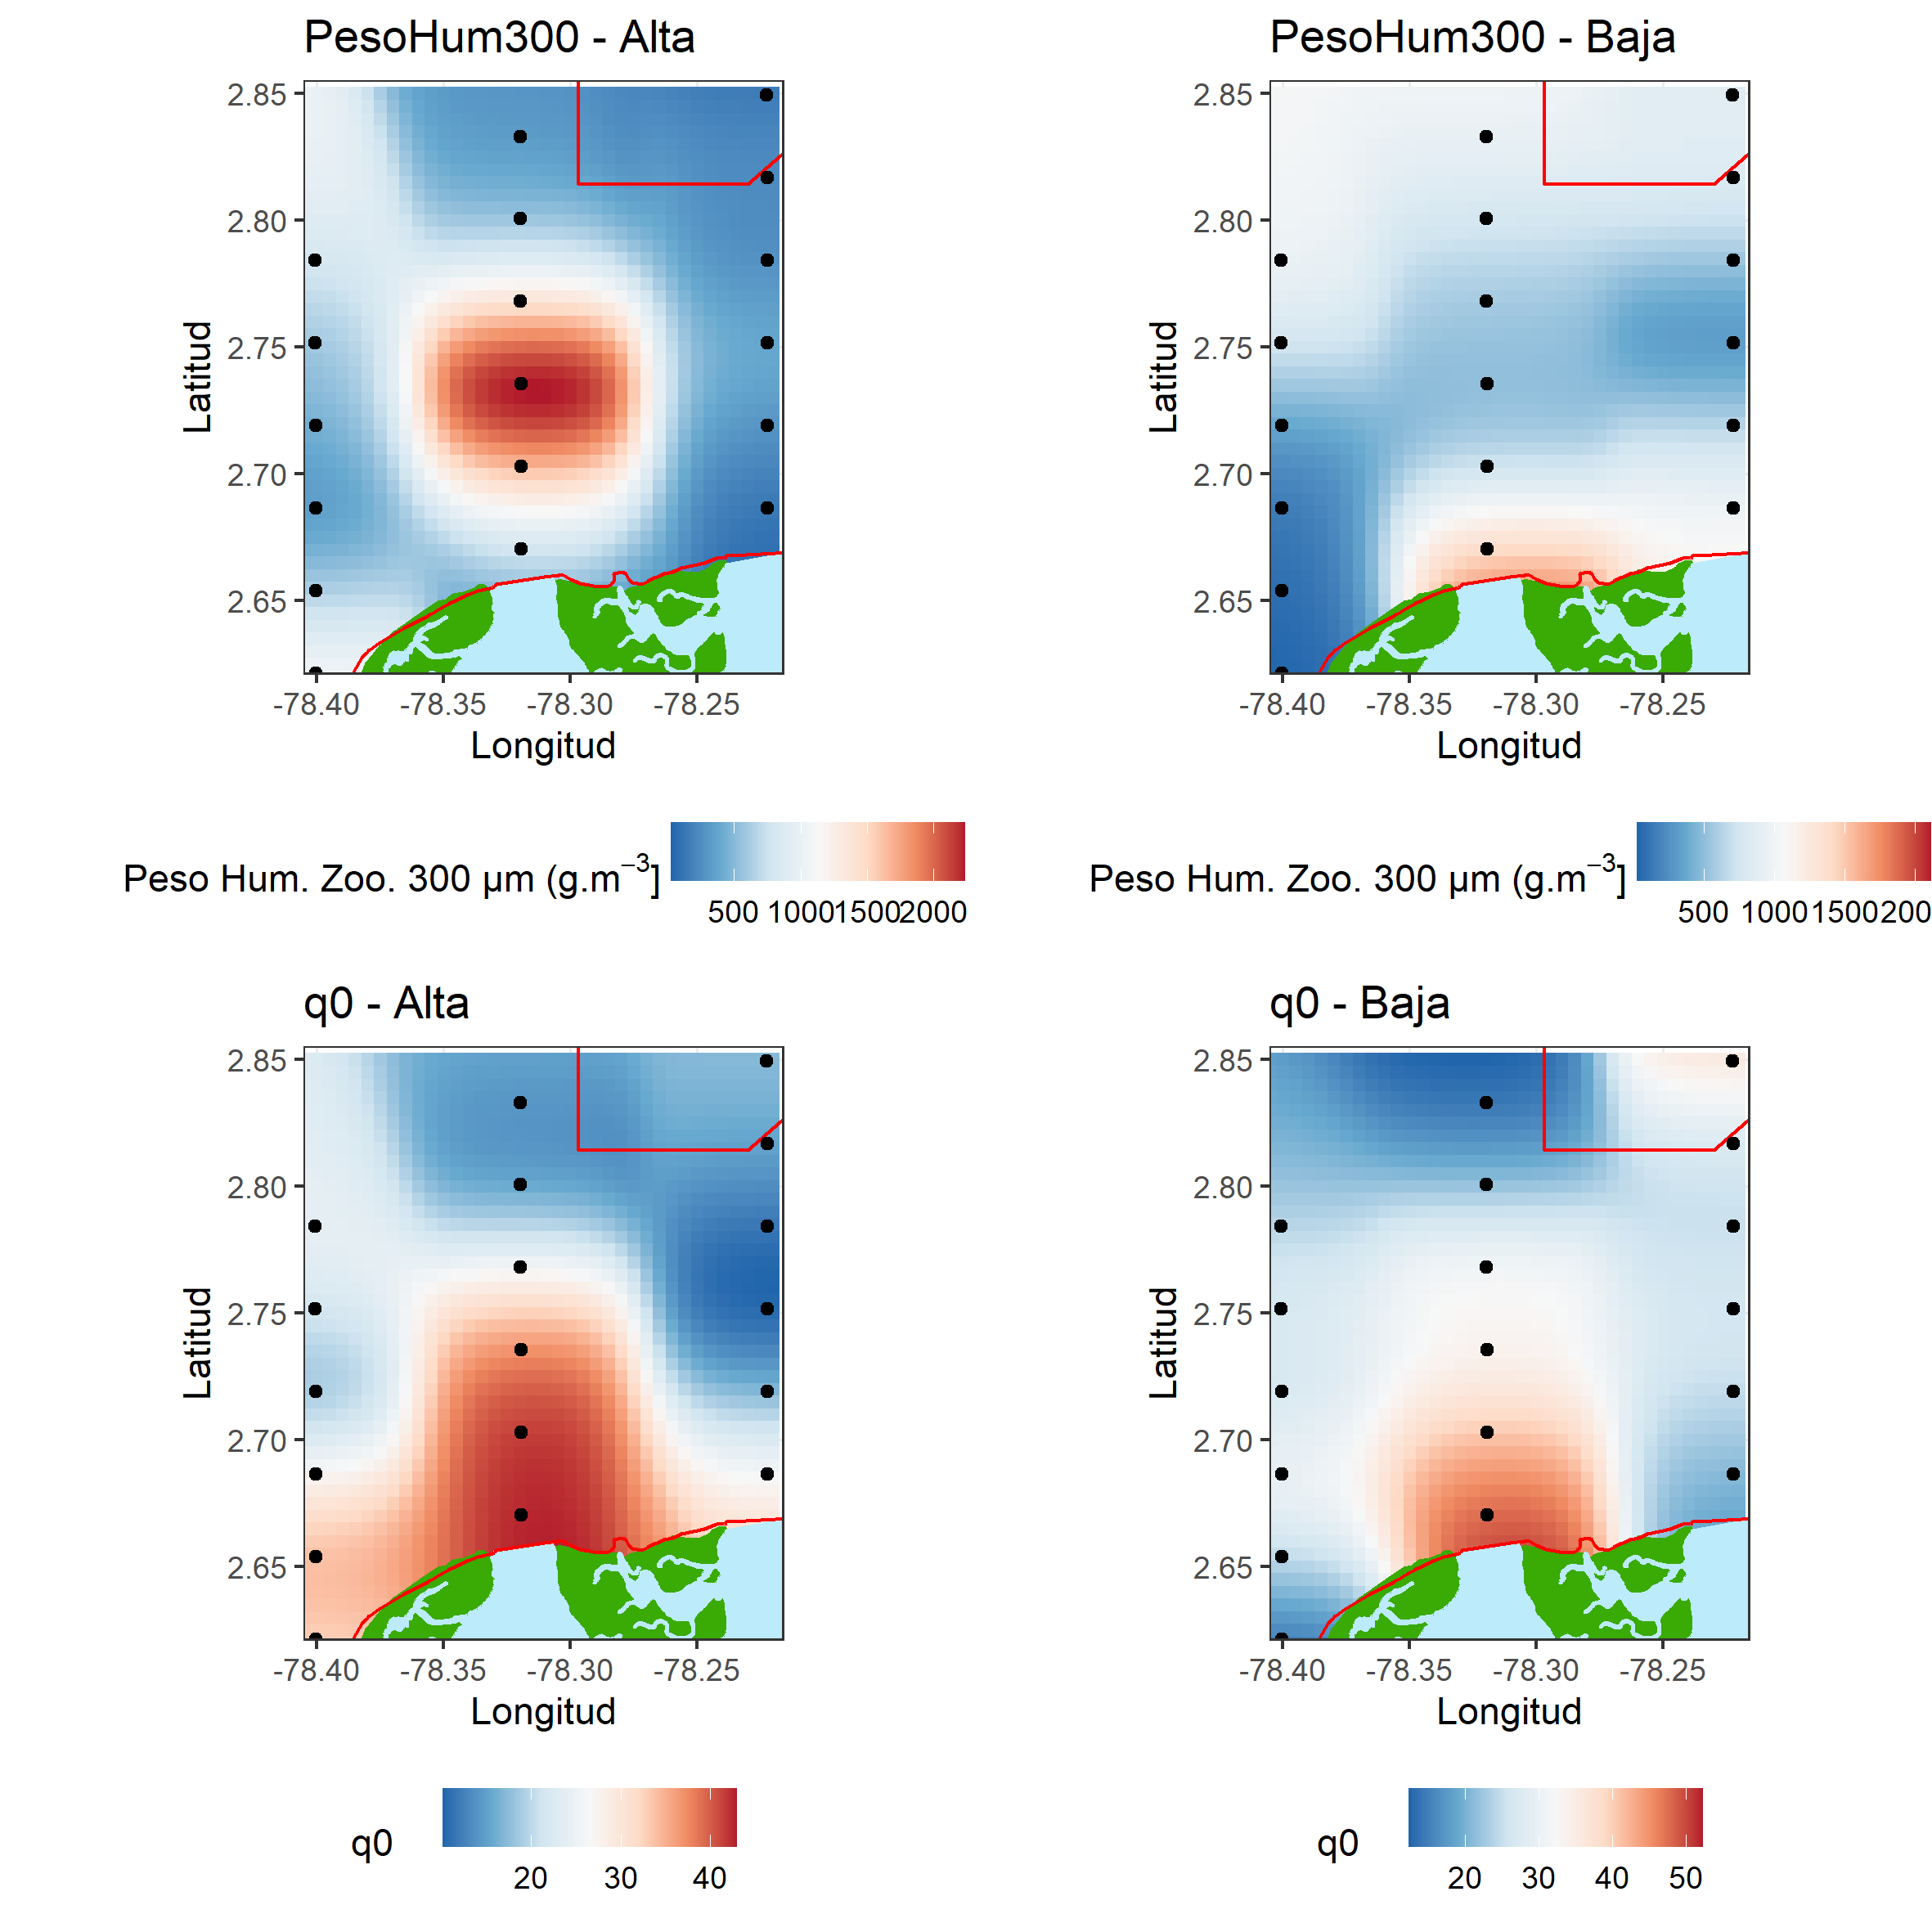 PesoHum300 - Alta
PesoHum300 - Baja
2.85
2.80
2.75
2.70
2.65
Latitud
-78.40 -78.35 -78.30 -78.25
Longitud
2.85
2.80
2.75
2.70
2.65
Latitud
-78.40 -78.35 -78.30 -78.25
Longitud
Peso Hum. Zoo. 300 µm (g.m−3]
500 1000 1500 2000
Peso Hum. Zoo. 300 µm (g.m−3]
500 1000 1500 200
q0 - Alta
q0 - Baja
2.85
2.80
2.75
2.70
2.65
Latitud
-78.40 -78.35 -78.30 -78.25
Longitud
2.85
2.80
2.75
2.70
2.65
Latitud
-78.40 -78.35 -78.30 -78.25
Longitud
q0
20 30 40
q0
20 30 40 50